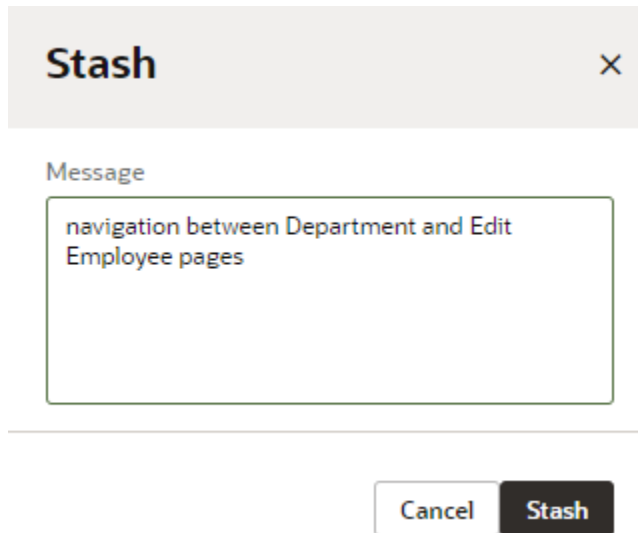 Stash
Message
navigation between Department and Edit
Employee pages
Cancel Stash